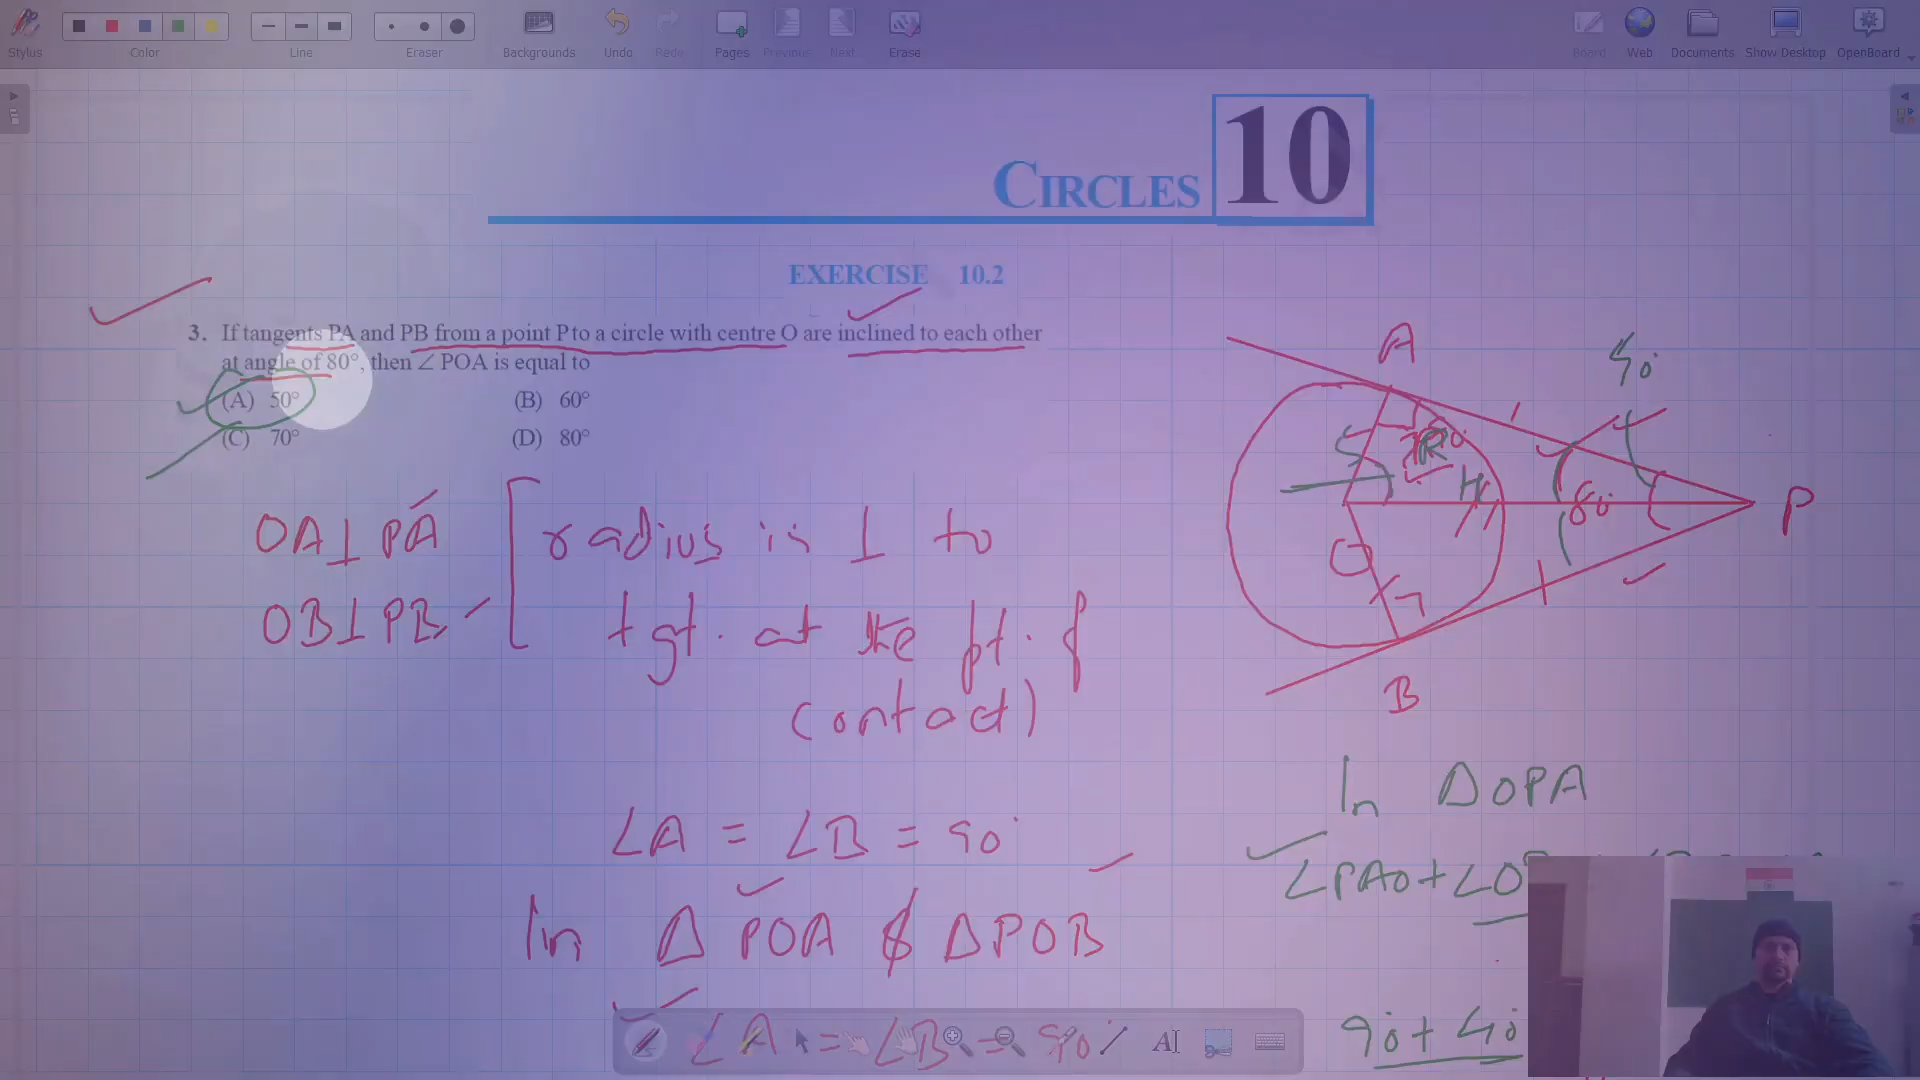 Stylus
Color
Line
Eraser
Backgrounds
Undo
Redo
Pages
Previous
Next
Erase
Board
Web
Documents
Show Desktop
OpenBoard
CIRCLES 10
EXERCISE 10.2
3. If tangents PA and PB from a point P to a circle with centre O are inclined to each other
at angle of 80°, then ∠ POA is equal to
(A) 50° (B) 60°
(C) 70° (D) 80°
OA⊥PA [radius is ⊥ to
OB⊥PB tgt. at the pt. of
contact)
∠A = ∠B = 90°
In Δ POA & ΔPOB
∠A = ∠B = 90°
A
40°
80°
P
O
B
In ΔOPA
∠PAO+∠O
90+40